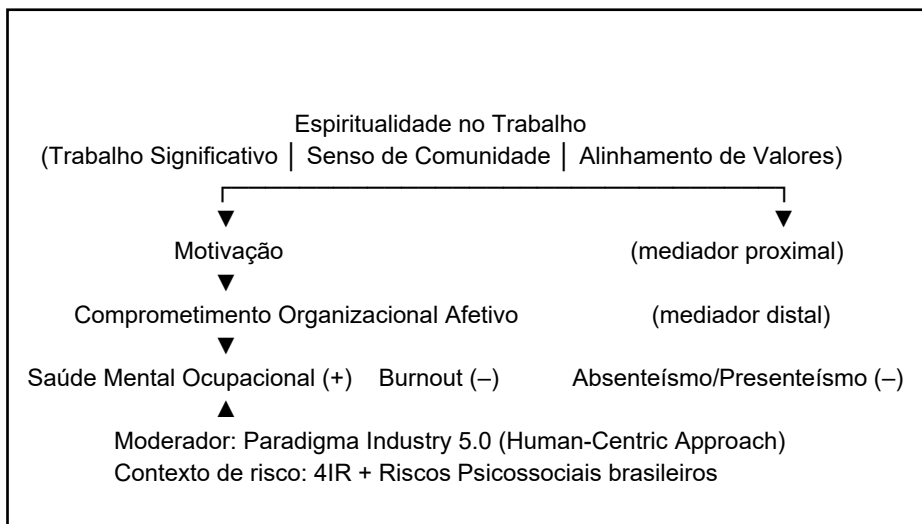 Espiritualidade no Trabalho
(Trabalho Significativo │ Senso de Comunidade │ Alinhamento de Valores)
▼ ▼
Motivação (mediador proximal)
▼
Comprometimento Organizacional Afetivo (mediador distal)
▼
Saúde Mental Ocupacional (+) Burnout (–) Absenteísmo/Presenteísmo (–)
▲
Moderador: Paradigma Industry 5.0 (Human-Centric Approach)
Contexto de risco: 4IR + Riscos Psicossociais brasileiros